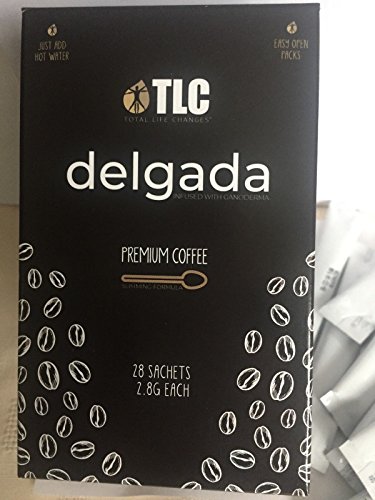 JUST ADD
HOT WATER
EASY OPEN
PACKS
TLC
TOTAL LIFE CHANGES
delgada
INFUSED WITH GANODERMA
PREMIUM COFFEE
SLIMMING FORMULA
28 SACHETS
2.8G EACH